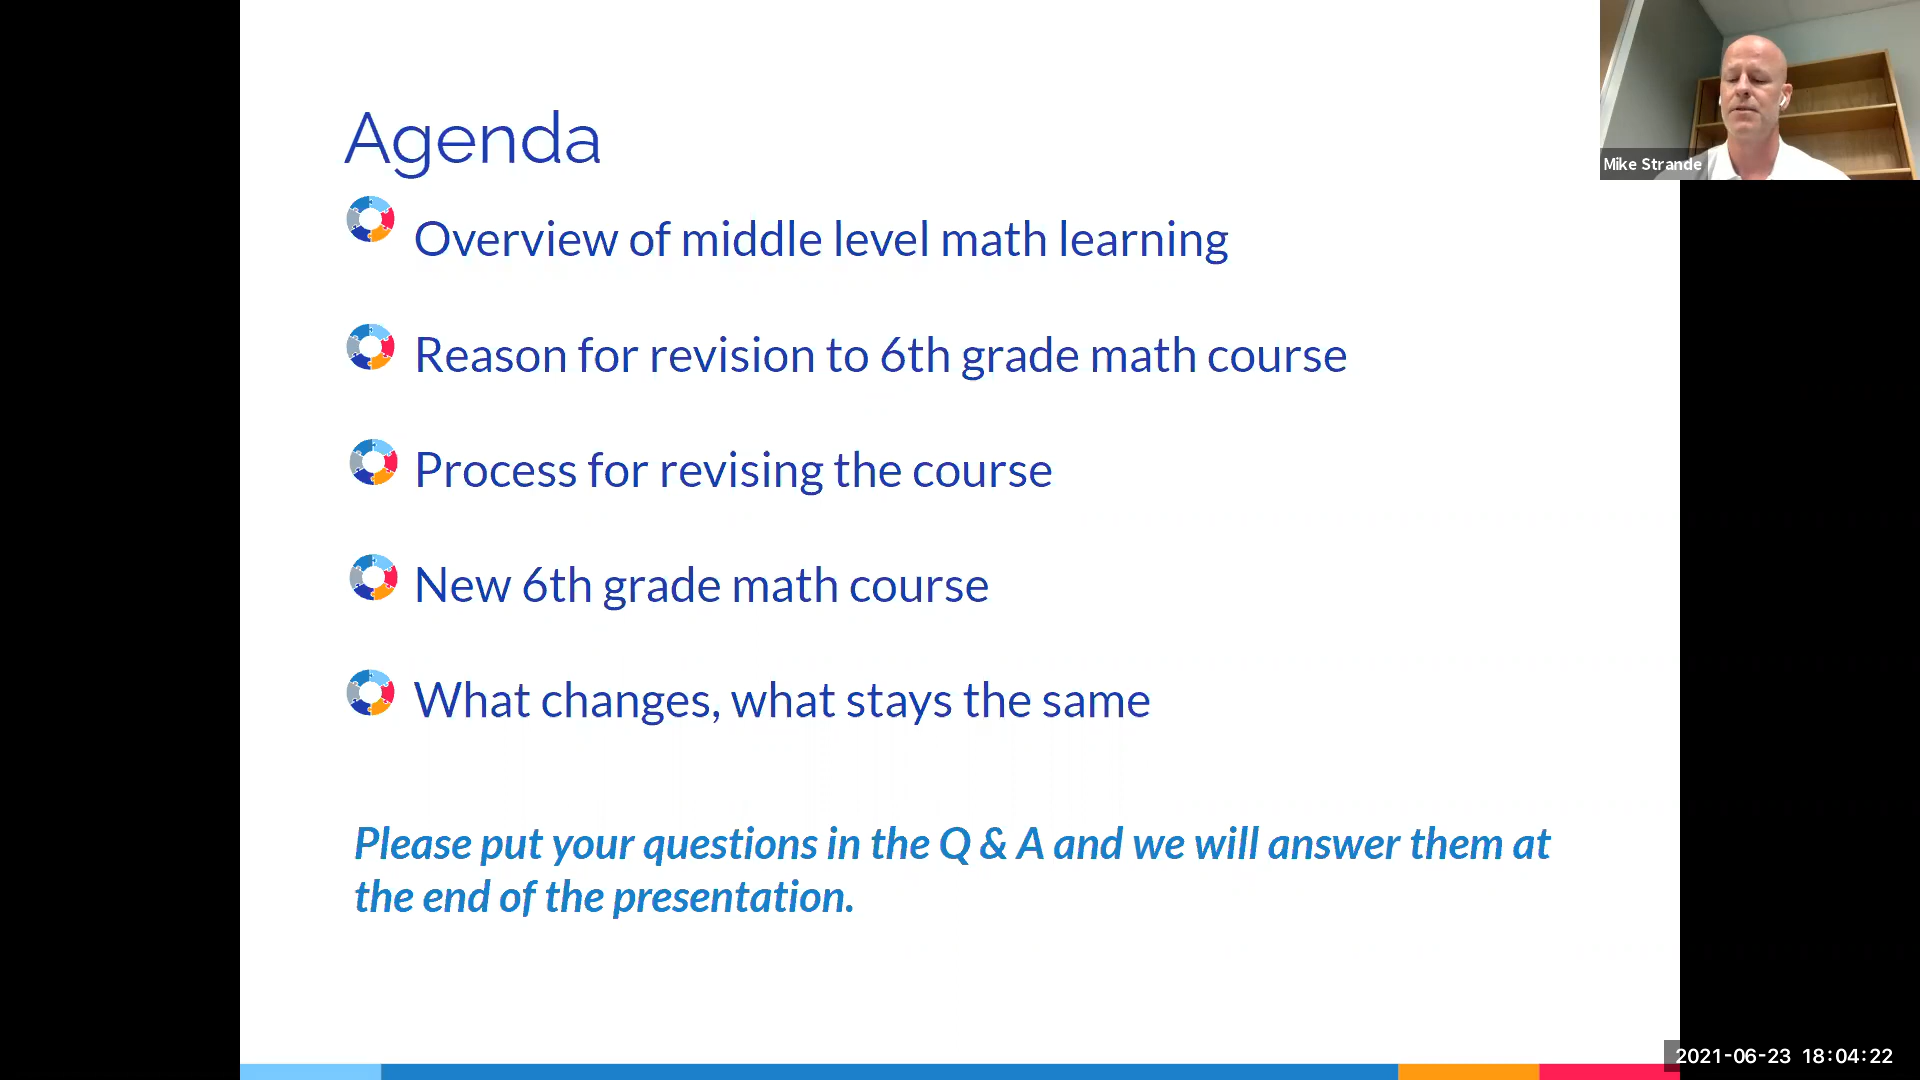 Agenda
Overview of middle level math learning
Reason for revision to 6th grade math course
Process for revising the course
New 6th grade math course
What changes, what stays the same
Please put your questions in the Q & A and we will answer them at
the end of the presentation.
Mike Strande
2021-06-23 18:04:22